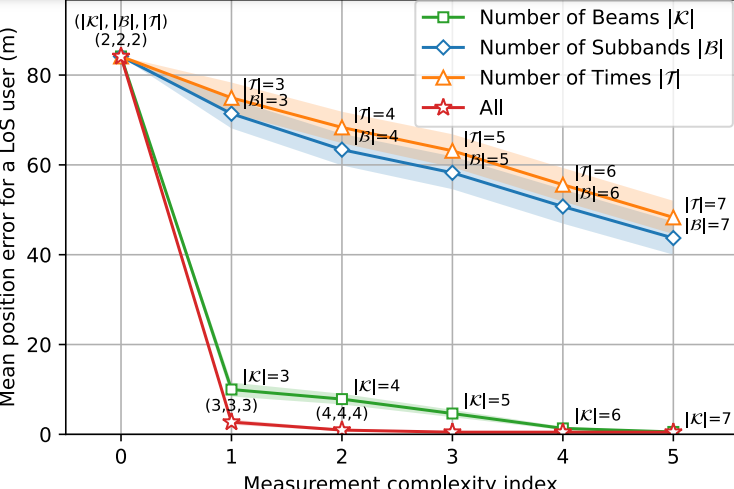 (|𝒦|, |ℬ|, |𝒯|)
(2,2,2)
Number of Beams |𝒦|
Number of Subbands |ℬ|
Number of Times |𝒯|
All
|𝒯|=3
|ℬ|=3
|𝒯|=4
|ℬ|=4
|𝒯|=5
|ℬ|=5
|𝒯|=6
|ℬ|=6
|𝒯|=7
|ℬ|=7
|𝒦|=3
|𝒦|=4
|𝒦|=5
|𝒦|=6
|𝒦|=7
(3,3,3)
(4,4,4)
80
60
40
20
0
0 1 2 3 4 5
Mean position error for a LoS user (m)
Measurement complexity index